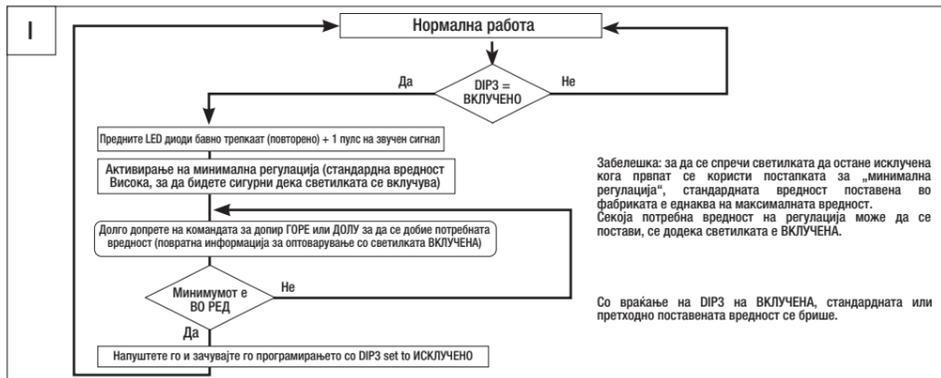 I
Нормална работа
Да
DIP3 =
ВКЛУЧЕНО
Не
Предните LED диоди бавно трепкаат (повторено) + 1 пулс на звучен сигнал
Активирање на минимална регулација (стандардна вредност
Висока, за да бидете сигурни дека светилката се вклучува)
Долго допрете на командата за допир ГОРЕ или ДОЛУ за да се добие потребната
вредност (повратна информација за оптоварување со светилката ВКЛУЧЕНА)
Минимумот е
ВО РЕД
Не
Да
Напуштете го и зачувајте го програмирањето со DIP3 set to ИСКЛУЧЕНО
Забелешка: за да се спречи светилката да остане исклучена
кога првпат се користи постапката за „минимална
регулација“, стандардната вредност поставена во
фабриката е еднаква на максималната вредност.
Секоја потребна вредност на регулација може да се
постави, се додека светилката е ВКЛУЧЕНА.
Со враќање на DIP3 на ВКЛУЧЕНА, стандардната или
претходно поставената вредност се брише.